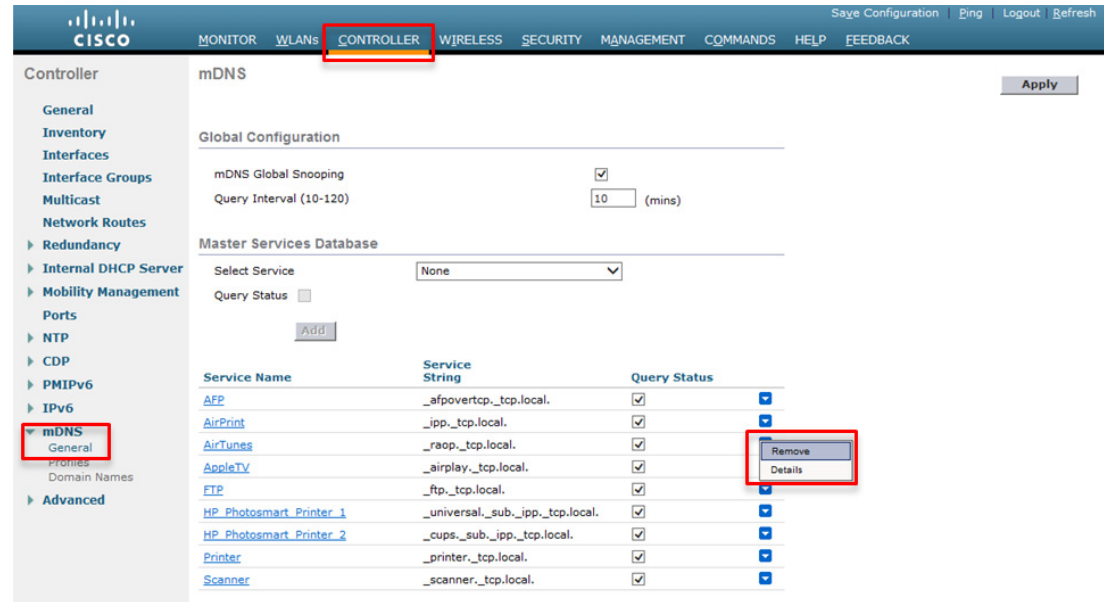 Save Configuration | Ping | Logout | Refresh
CISCO
MONITOR WLANs CONTROLLER WIRELESS SECURITY MANAGEMENT COMMANDS HELP FEEDBACK
Controller
General
Inventory
Interfaces
Interface Groups
Multicast
Network Routes
Redundancy
Internal DHCP Server
Mobility Management
Ports
NTP
CDP
PMIPv6
IPv6
mDNS
General
Profiles
Domain Names
Advanced
mDNS
Apply
Global Configuration
mDNS Global Snooping
Query Interval (10-120) 10 (mins)
Master Services Database
Select Service None
Query Status
Add
Service Name Service String Query Status
AFP _afpovertcp._tcp.local.
AirPrint _ipp._tcp.local.
AirTunes _raop._tcp.local.
AppleTV _airplay._tcp.local.
FTP _ftp._tcp.local.
HP_Photosmart_Printer_1 _universal._sub._ipp._tcp.local.
HP_Photosmart_Printer_2 _cups._sub._ipp._tcp.local.
Printer _printer._tcp.local.
Scanner _scanner._tcp.local.
Remove
Details